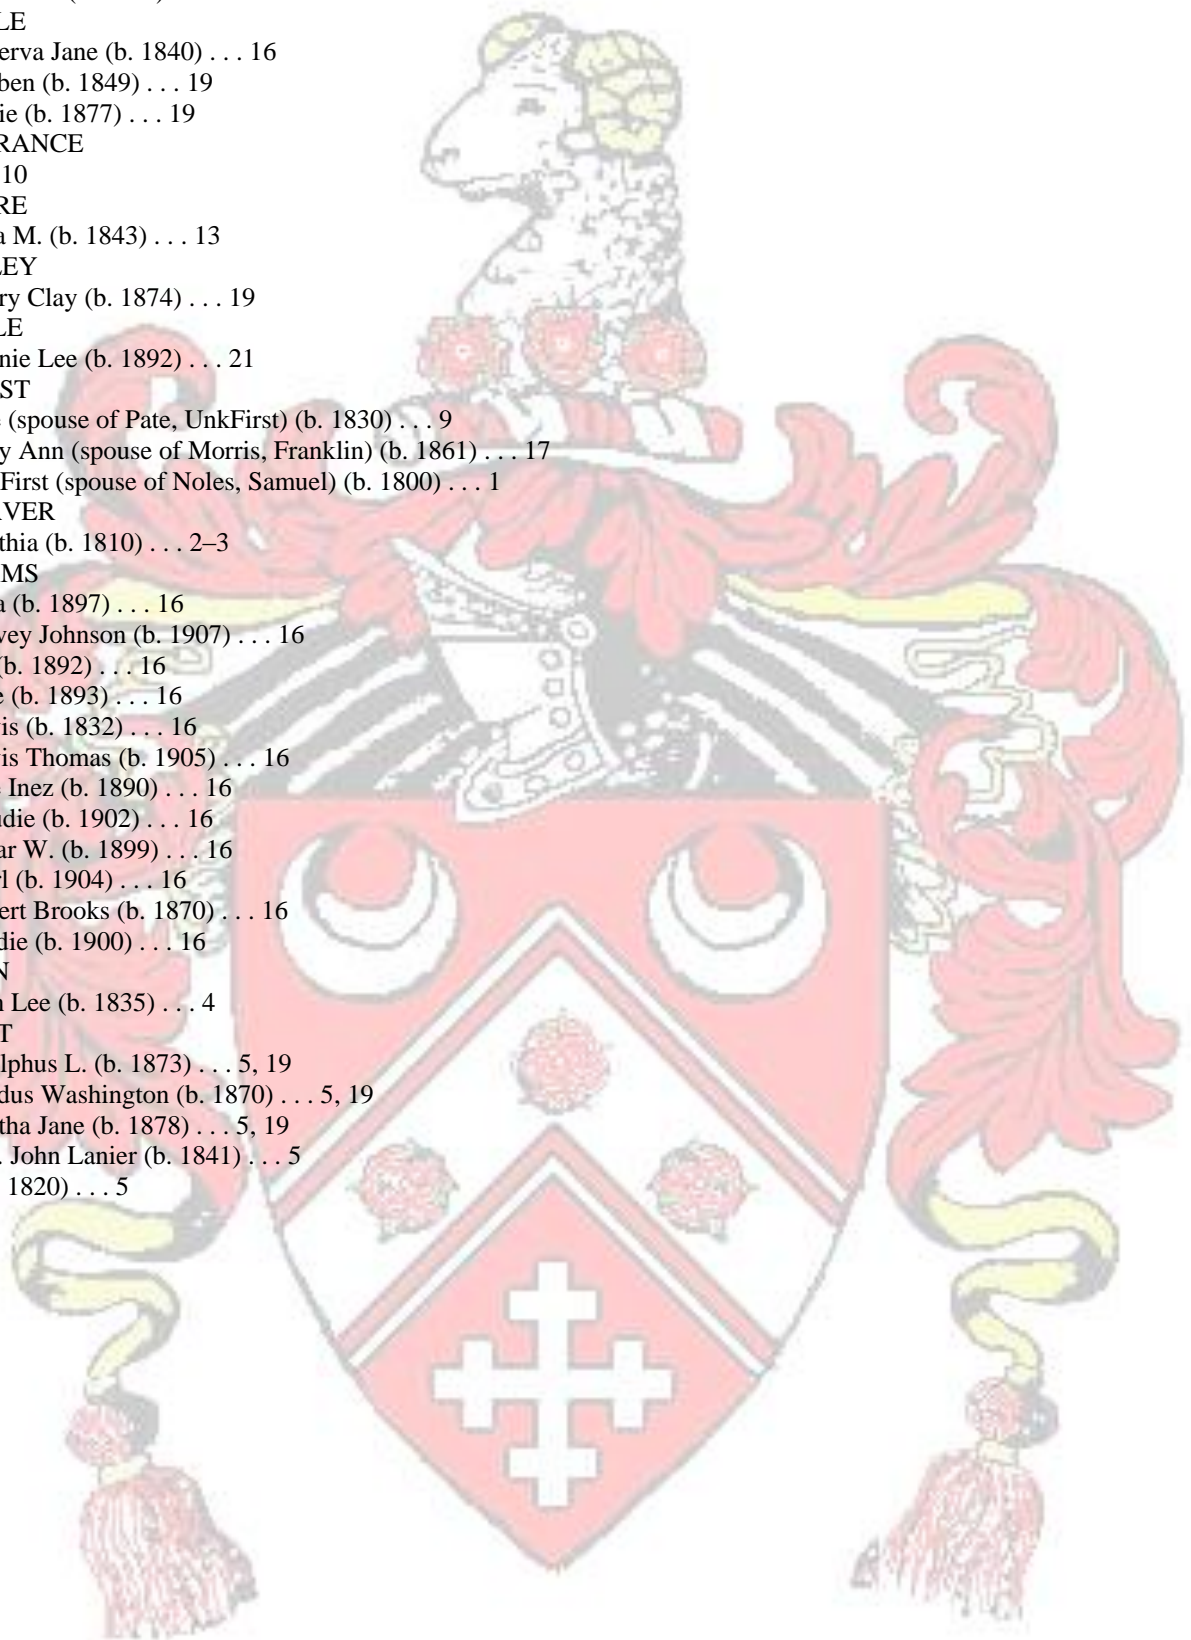 LE
erva Jane (b. 1840) . . . 16
ben (b. 1849) . . . 19
ie (b. 1877) . . . 19
RANCE
10
RE
a M. (b. 1843) . . . 13
LEY
ry Clay (b. 1874) . . . 19
LE
nie Lee (b. 1892) . . . 21
ST
e (spouse of Pate, UnkFirst) (b. 1830) . . . 9
y Ann (spouse of Morris, Franklin) (b. 1861) . . . 17
First (spouse of Noles, Samuel) (b. 1800) . . . 1
AVER
thia (b. 1810) . . . 2–3
MS
a (b. 1897) . . . 16
vey Johnson (b. 1907) . . . 16
(b. 1892) . . . 16
e (b. 1893) . . . 16
vis (b. 1832) . . . 16
vis Thomas (b. 1905) . . . 16
e Inez (b. 1890) . . . 16
udie (b. 1902) . . . 16
ar W. (b. 1899) . . . 16
rl (b. 1904) . . . 16
ert Brooks (b. 1870) . . . 16
die (b. 1900) . . . 16
N
n Lee (b. 1835) . . . 4
T
lphus L. (b. 1873) . . . 5, 19
dus Washington (b. 1870) . . . 5, 19
tha Jane (b. 1878) . . . 5, 19
. John Lanier (b. 1841) . . . 5
1820) . . . 5